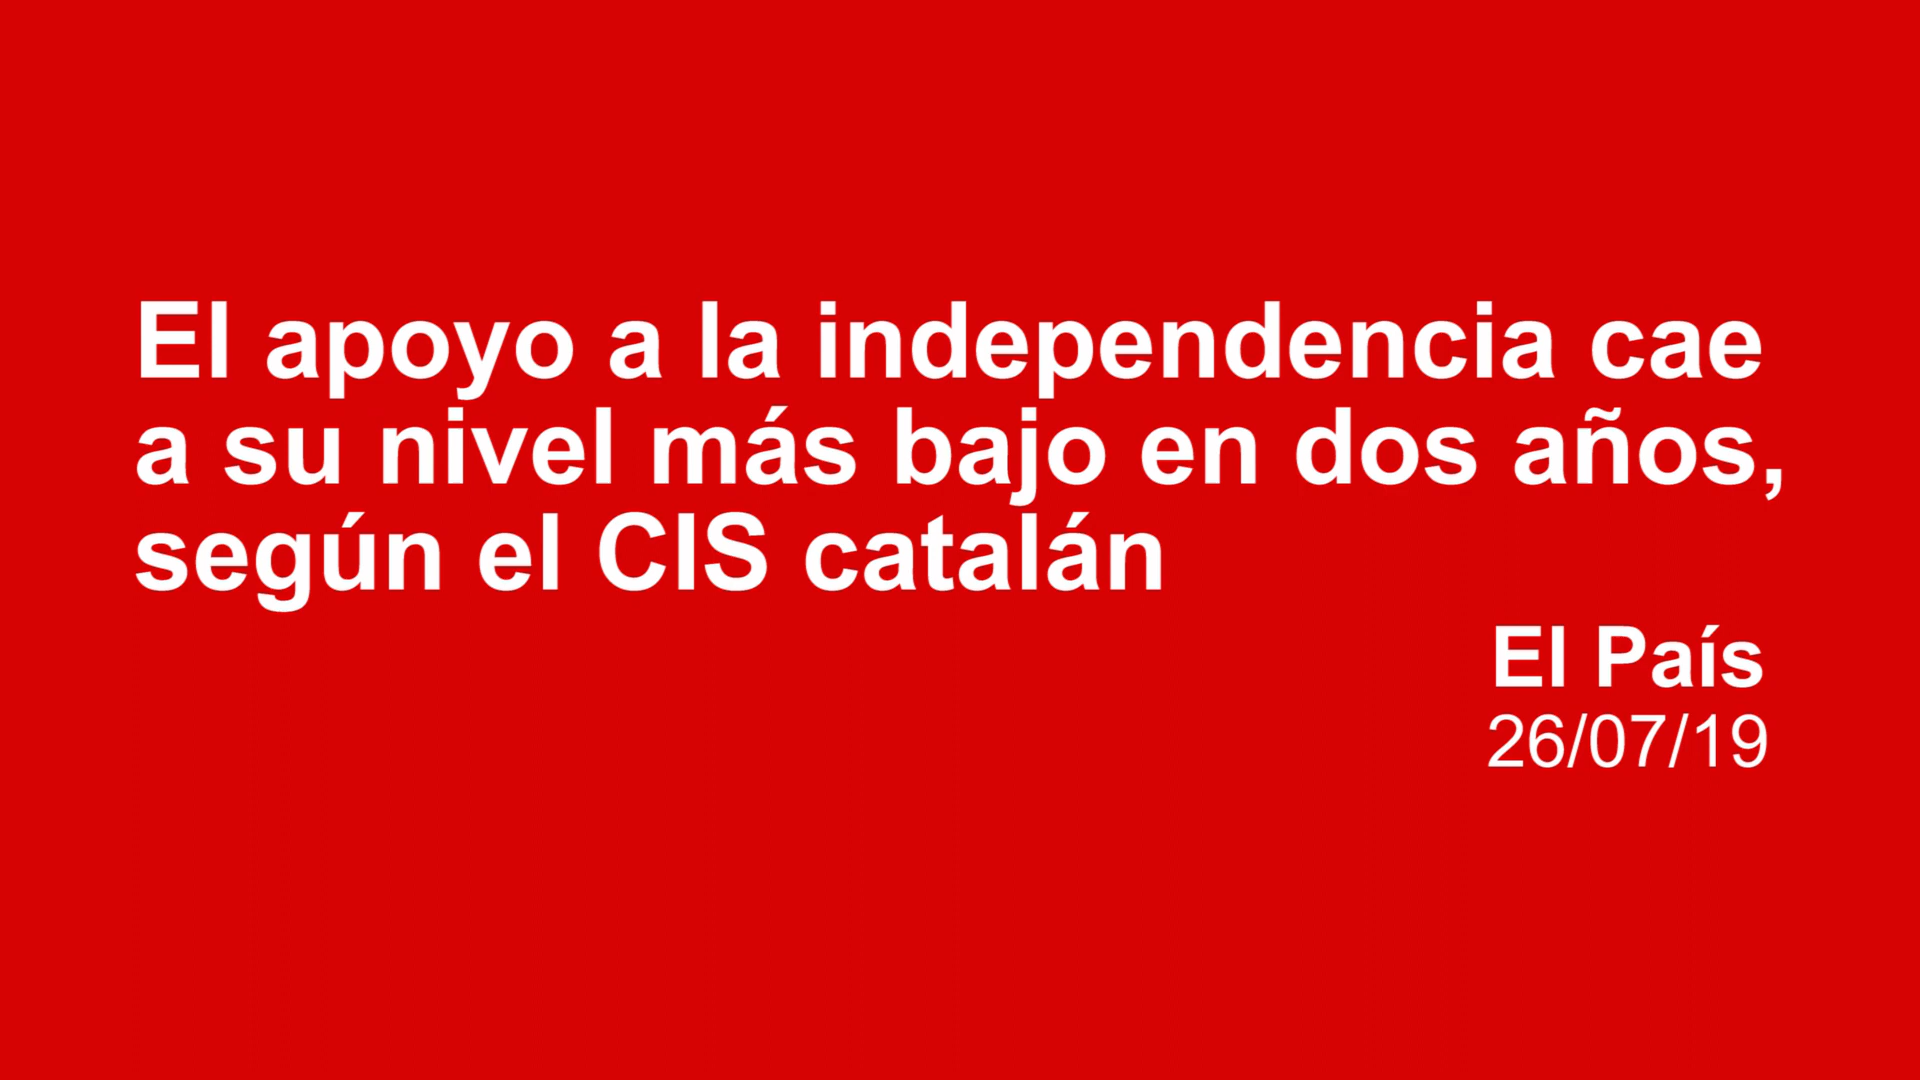 El apoyo a la independencia cae
a su nivel más bajo en dos años,
según el CIS catalán
El País
26/07/19